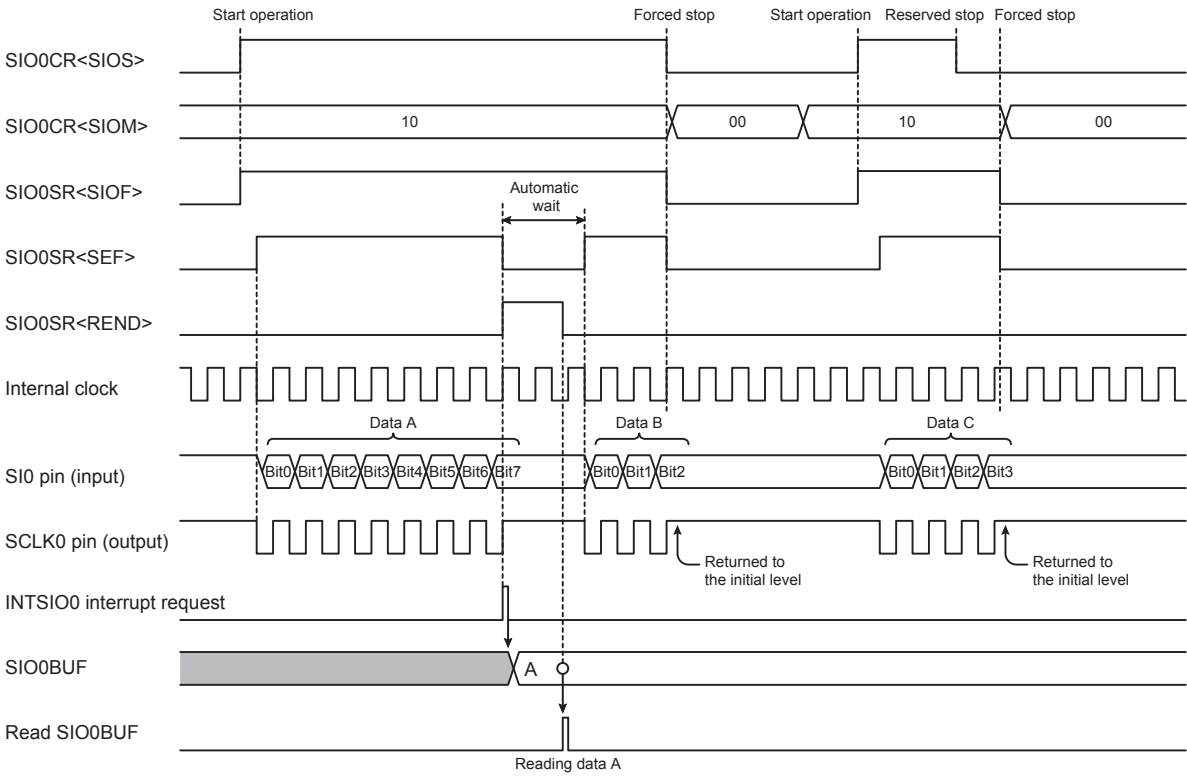 Start operation Forced stop Start operation Reserved stop Forced stop
SIO0CR<SIOS>
SIO0CR<SIOM> 10 00 10 00
SIO0SR<SIOF>
Automatic
wait
SIO0SR<SEF>
SIO0SR<REND>
Internal clock
Data A Data B Data C
SI0 pin (input) Bit0 Bit1 Bit2 Bit3 Bit4 Bit5 Bit6 Bit7 Bit0 Bit1 Bit2 Bit0 Bit1 Bit2 Bit3
SCLK0 pin (output)
Returned to
the initial level
Returned to
the initial level
INTSIO0 interrupt request
SIO0BUF A
Read SIO0BUF
Reading data A